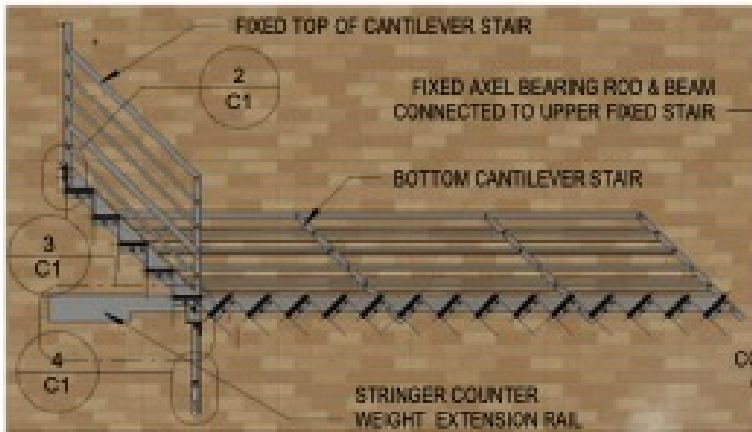 FIXED TOP OF CANTILEVER STAIR
2
C1
FIXED AXEL BEARING ROD & BEAM
CONNECTED TO UPPER FIXED STAIR
BOTTOM CANTILEVER STAIR
3
C1
4
C1
STRINGER COUNTER
WEIGHT EXTENSION RAIL